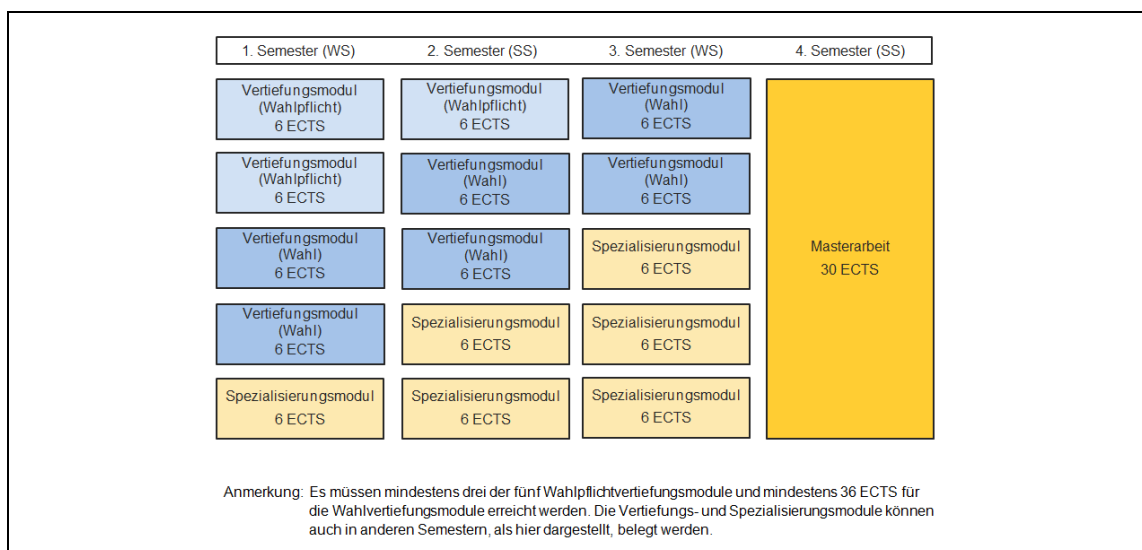 1. Semester (WS)
2. Semester (SS)
3. Semester (WS)
4. Semester (SS)
Vertiefungsmodul
(Wahlpflicht)
6 ECTS
Vertiefungsmodul
(Wahlpflicht)
6 ECTS
Vertiefungsmodul
(Wahl)
6 ECTS
Vertiefungsmodul
(Wahlpflicht)
6 ECTS
Vertiefungsmodul
(Wahl)
6 ECTS
Vertiefungsmodul
(Wahl)
6 ECTS
Vertiefungsmodul
(Wahl)
6 ECTS
Vertiefungsmodul
(Wahl)
6 ECTS
Spezialisierungsmodul
6 ECTS
Masterarbeit
30 ECTS
Vertiefungsmodul
(Wahl)
6 ECTS
Spezialisierungsmodul
6 ECTS
Spezialisierungsmodul
6 ECTS
Spezialisierungsmodul
6 ECTS
Spezialisierungsmodul
6 ECTS
Spezialisierungsmodul
6 ECTS
Anmerkung: Es müssen mindestens drei der fünf Wahlpflichtvertiefungsmodule und mindestens 36 ECTS für
die Wahlvertiefungsmodule erreicht werden. Die Vertiefungs- und Spezialisierungsmodule können
auch in anderen Semestern, als hier dargestellt, belegt werden.